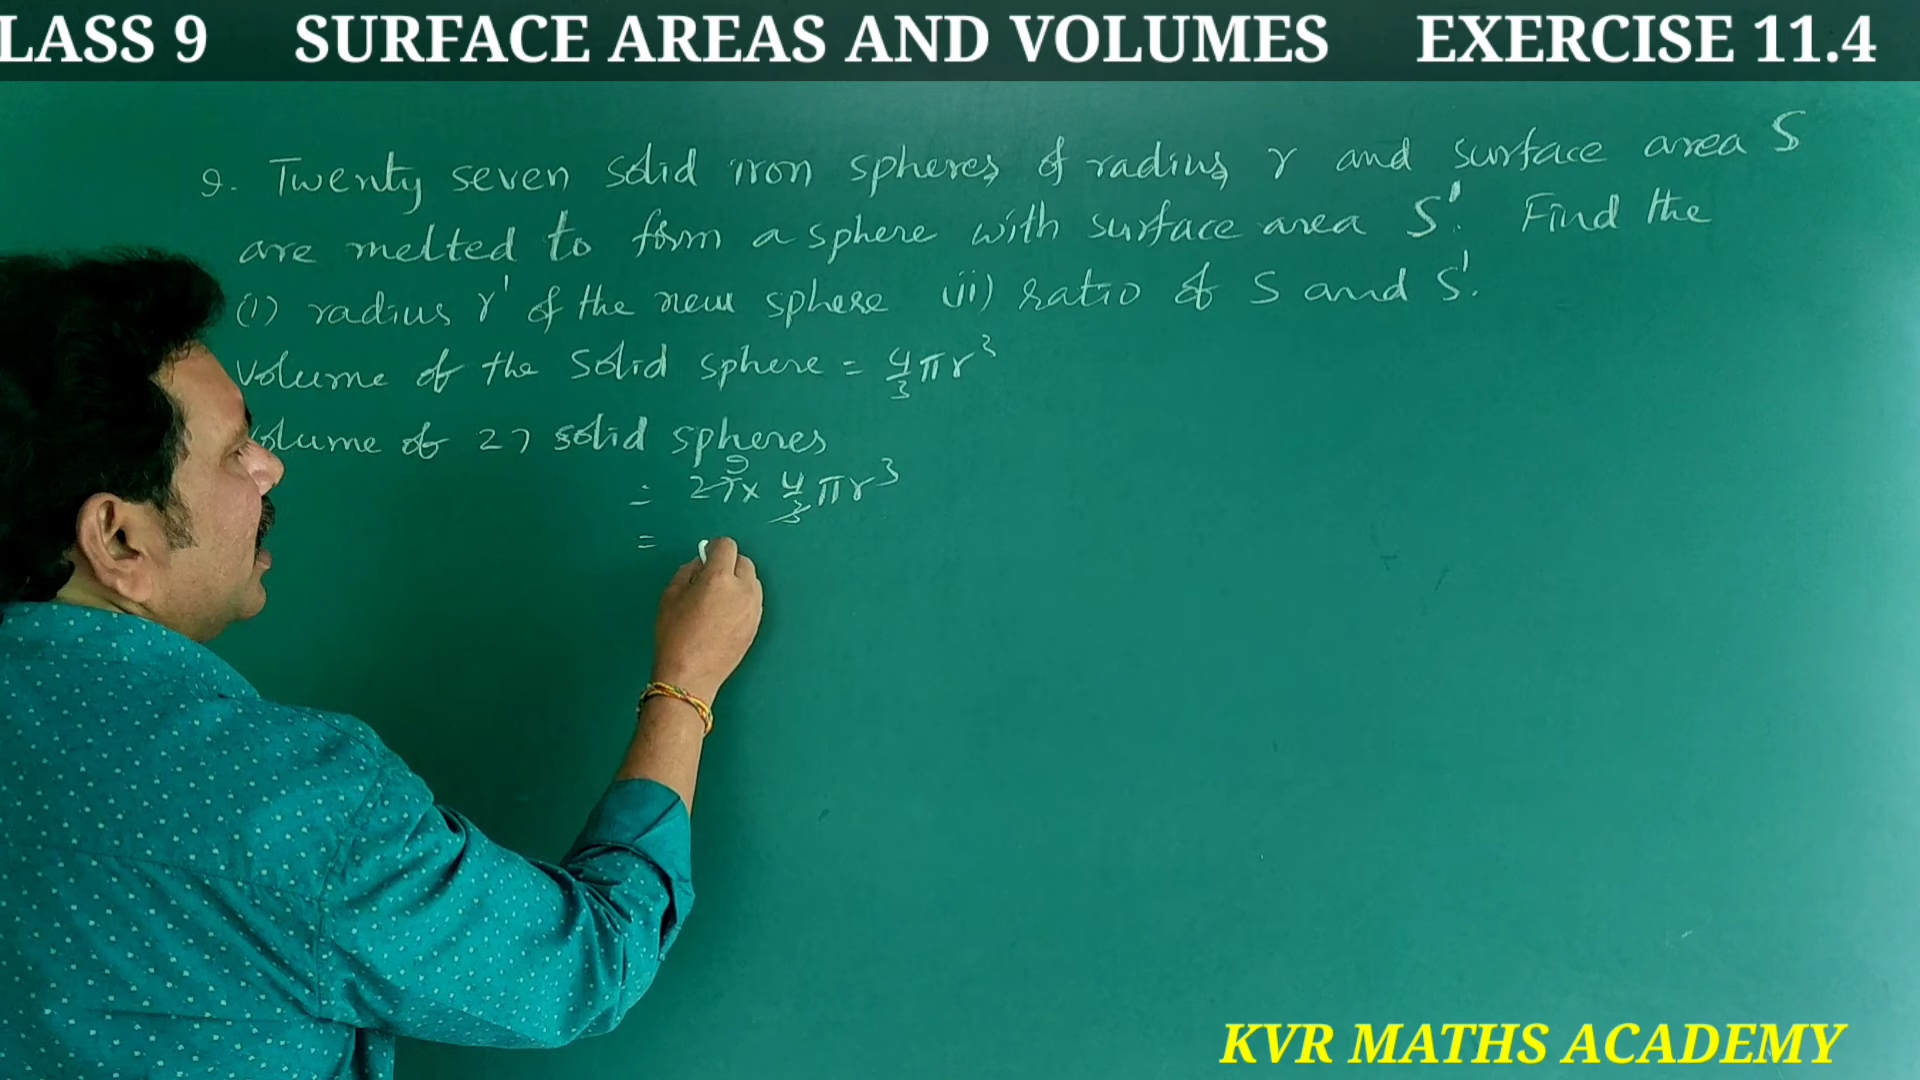 LASS 9 SURFACE AREAS AND VOLUMES EXERCISE 11.4
9. Twenty seven solid iron spheres of radius r and surface area S
are melted to form a sphere with surface area S'. Find the
(i) radius r' of the new sphere (ii) ratio of S and S'.
Volume of the Solid sphere = 4/3 πr³
Volume of 27 solid spheres
9
= 27 x 4/3 πr³
=
KVR MATHS ACADEMY